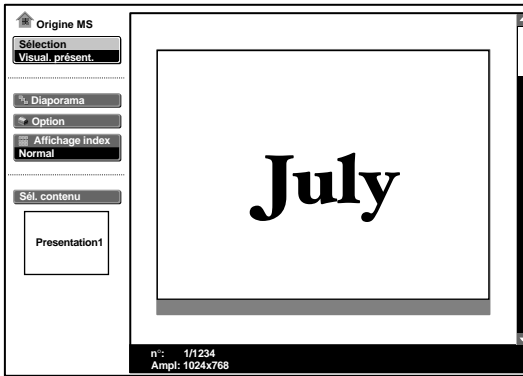 Origine MS
Sélection
Visual. présent.
Diaporama
Option
Affichage index
Normal
Sél. contenu
Presentation1
July
n°: 1/1234
Ampl: 1024x768